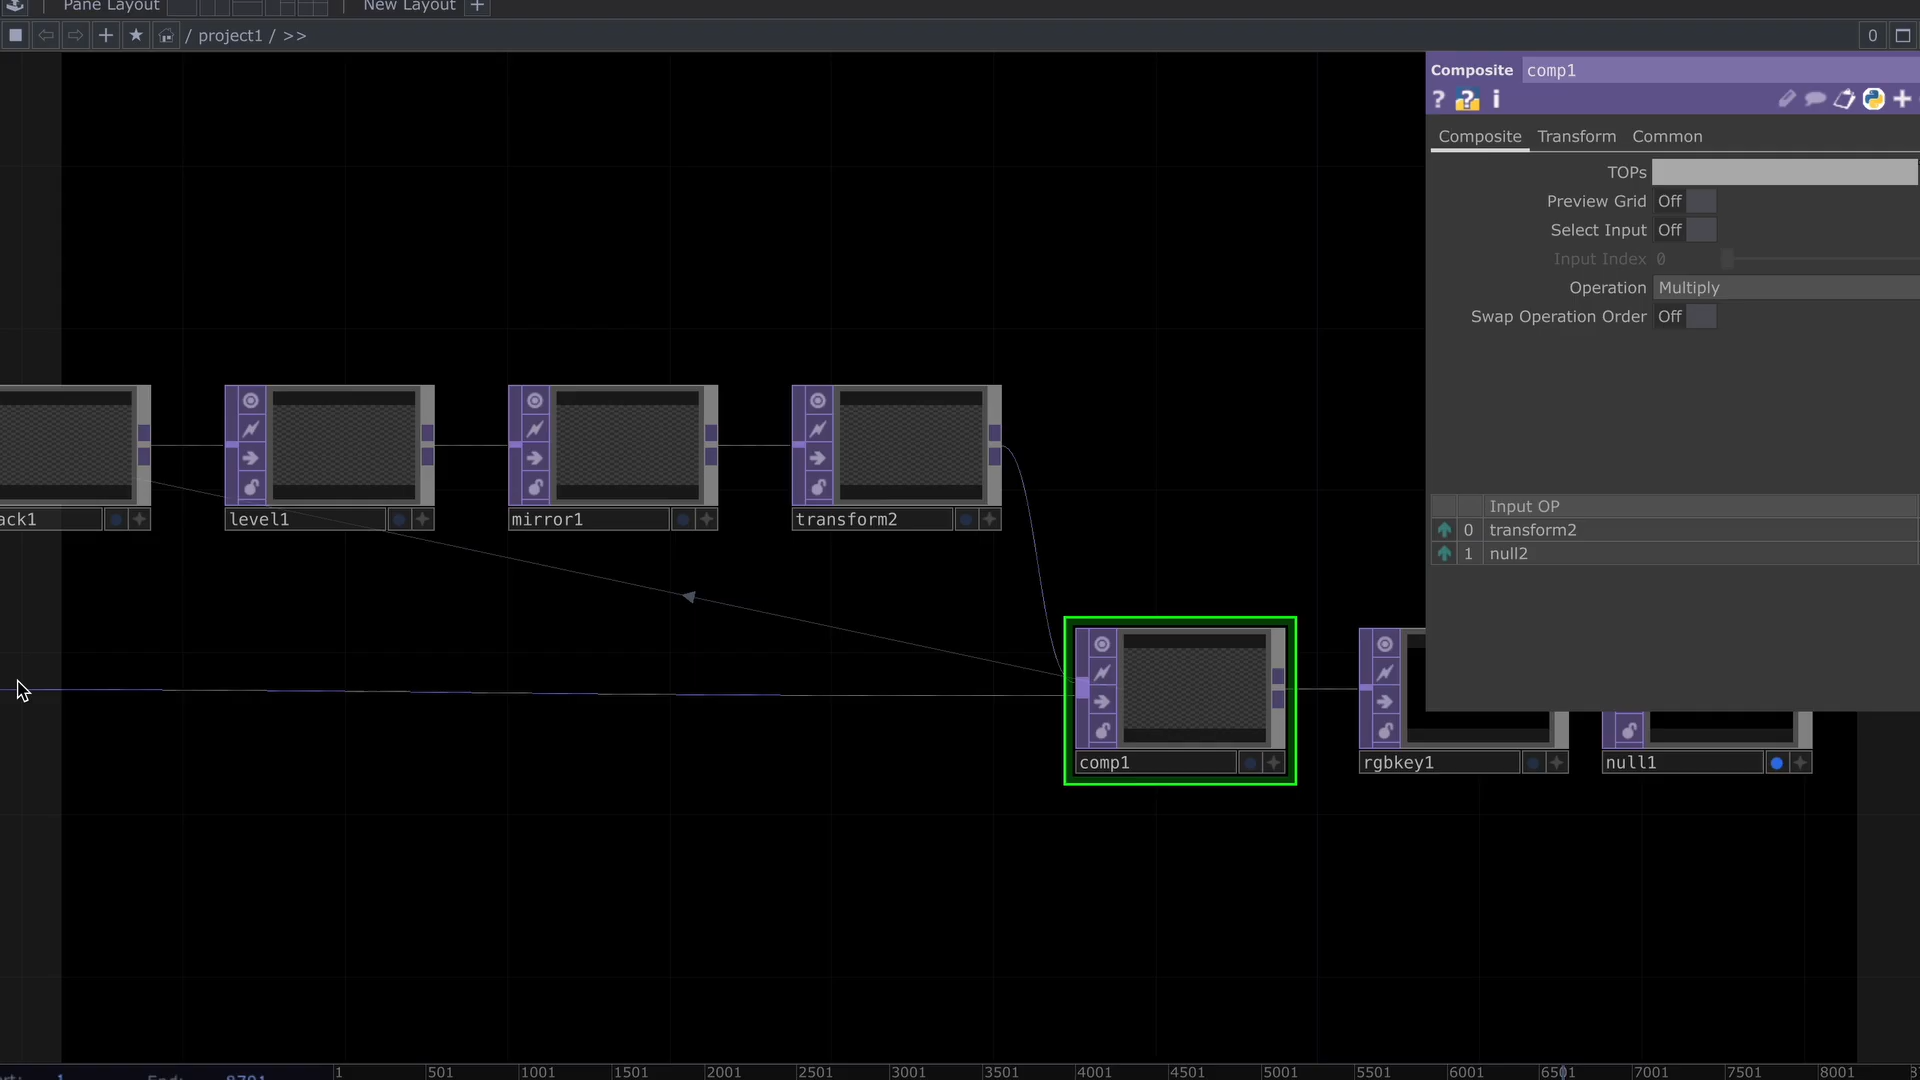 Pane Layout
New Layout +
/ project1 / >>
0
Composite comp1
? ? i
Composite Transform Common
TOPs
Preview Grid Off
Select Input Off
Input Index 0
Operation Multiply
Swap Operation Order Off
Input OP
0 transform2
1 null2
ack1
level1
mirror1
transform2
comp1
rgbkey1
null1
1 501 1001 1501 2001 2501 3001 3501 4001 4501 5001 5501 6001 6501 7001 7501 8001